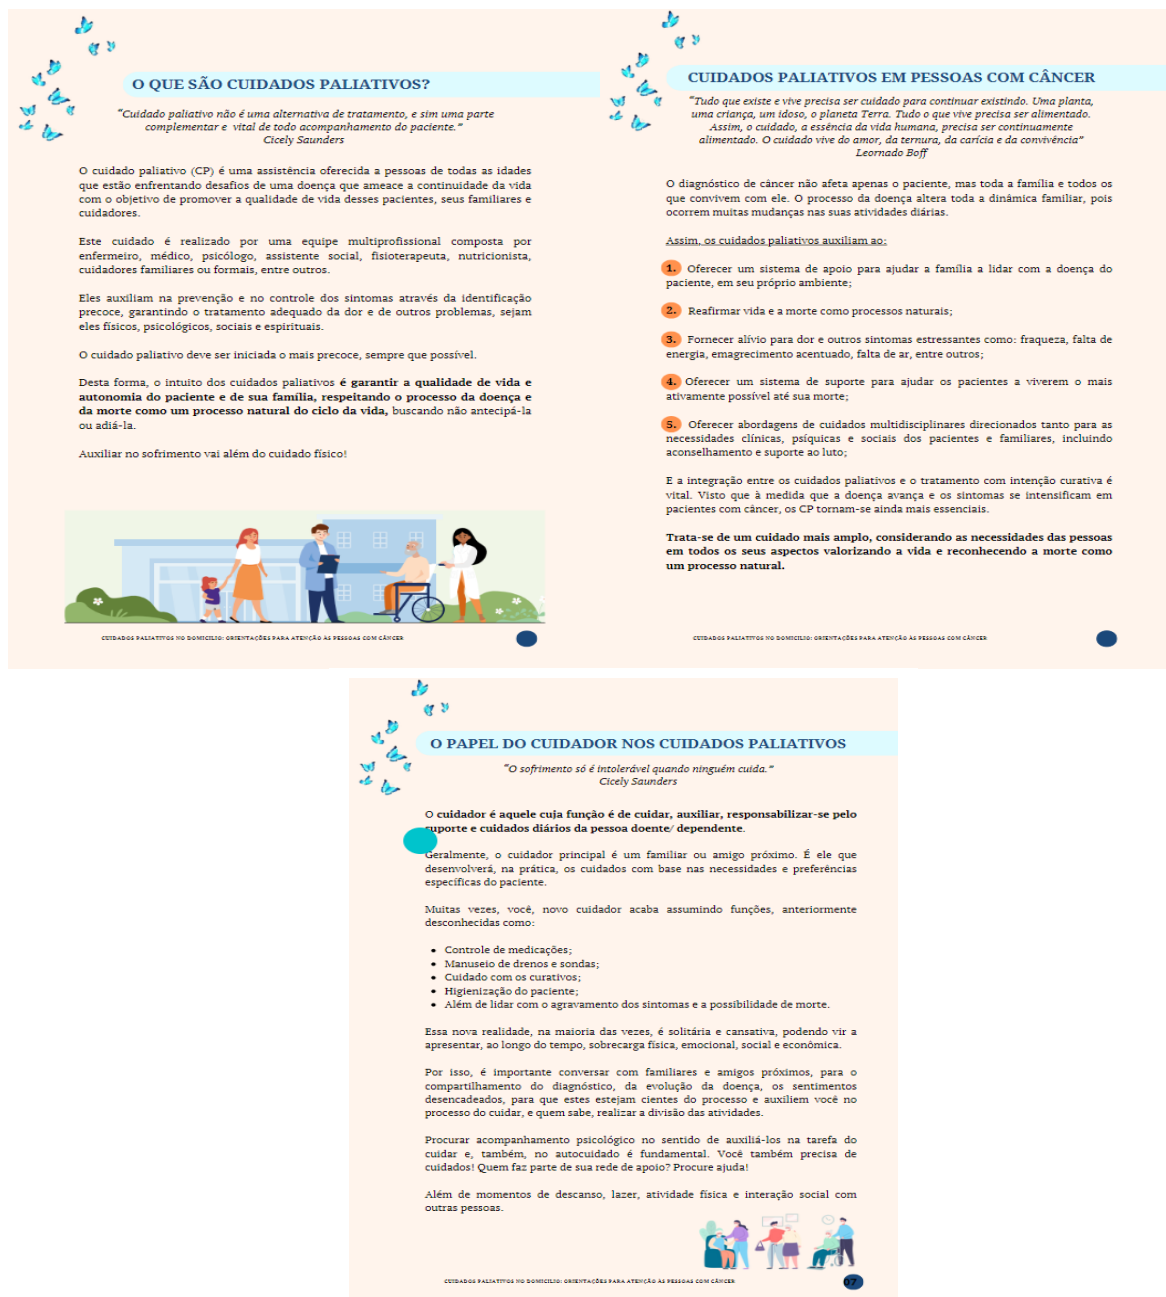 O QUE SÃO CUIDADOS PALIATIVOS?
"Cuidado paliativo não é uma alternativa de tratamento, e sim uma parte
complementar e vital de todo acompanhamento do paciente."
Cicely Saunders
O cuidado paliativo (CP) é uma assistência oferecida a pessoas de todas as idades
que estão enfrentando desafios de uma doença que ameace a continuidade da vida
com o objetivo de promover a qualidade de vida desses pacientes, seus familiares e
cuidadores.
Este cuidado é realizado por uma equipe multiprofissional composta por
enfermeiro, médico, psicólogo, assistente social, fisioterapeuta, nutricionista,
cuidadores familiares ou formais, entre outros.
Eles auxiliam na prevenção e no controle dos sintomas através da identificação
precoce, garantindo o tratamento adequado da dor e de outros problemas, sejam
eles físicos, psicológicos, sociais e espirituais.
O cuidado paliativo deve ser iniciada o mais precoce, sempre que possível.
Desta forma, o intuito dos cuidados paliativos é garantir a qualidade de vida e
autonomia do paciente e de sua família, respeitando o processo da doença e
da morte como um processo natural do ciclo da vida, buscando não antecipá-la
ou adiá-la.
Auxiliar no sofrimento vai além do cuidado físico!
CUIDADOS PALIATIVOS NO DOMICILIO: ORIENTAÇÕES PARA ATENÇÃO ÀS PESSOAS COM CÂNCER
CUIDADOS PALIATIVOS EM PESSOAS COM CÂNCER
"Tudo que existe e vive precisa ser cuidado para continuar existindo. Uma planta,
uma criança, um idoso, o planeta Terra. Tudo o que vive precisa ser alimentado.
Assim, o cuidado, a essência da vida humana, precisa ser continuamente
alimentado. O cuidado vive do amor, da ternura, da carícia e da convivência"
Leornado Boff
O diagnóstico de câncer não afeta apenas o paciente, mas toda a família e todos os
que convivem com ele. O processo da doença altera toda a dinâmica familiar, pois
ocorrem muitas mudanças nas suas atividades diárias.
Assim, os cuidados paliativos auxiliam ao:
1. Oferecer um sistema de apoio para ajudar a família a lidar com a doença do
paciente, em seu próprio ambiente;
2. Reafirmar vida e a morte como processos naturais;
3. Fornecer alívio para dor e outros sintomas estressantes como: fraqueza, falta de
energia, emagrecimento acentuado, falta de ar, entre outros;
4. Oferecer um sistema de suporte para ajudar os pacientes a viverem o mais
ativamente possível até sua morte;
5. Oferecer abordagens de cuidados multidisciplinares direcionados tanto para as
necessidades clínicas, psíquicas e sociais dos pacientes e familiares, incluindo
aconselhamento e suporte ao luto;
E a integração entre os cuidados paliativos e o tratamento com intenção curativa é
vital. Visto que à medida que a doença avança e os sintomas se intensificam em
pacientes com câncer, os CP tornam-se ainda mais essenciais.
Trata-se de um cuidado mais amplo, considerando as necessidades das pessoas
em todos os seus aspectos valorizando a vida e reconhecendo a morte como
um processo natural.
CUIDADOS PALIATIVOS NO DOMICILIO: ORIENTAÇÕES PARA ATENÇÃO ÀS PESSOAS COM CÂNCER
O PAPEL DO CUIDADOR NOS CUIDADOS PALIATIVOS
"O sofrimento só é intolerável quando ninguém cuida."
Cicely Saunders
O cuidador é aquele cuja função é de cuidar, auxiliar, responsabilizar-se pelo
suporte e cuidados diários da pessoa doente/ dependente.
Geralmente, o cuidador principal é um familiar ou amigo próximo. É ele que
desenvolverá, na prática, os cuidados com base nas necessidades e preferências
específicas do paciente.
Muitas vezes, você, novo cuidador acaba assumindo funções, anteriormente
desconhecidas como:
• Controle de medicações;
• Manuseio de drenos e sondas;
• Cuidado com os curativos;
• Higienização do paciente;
• Além de lidar com o agravamento dos sintomas e a possibilidade de morte.
Essa nova realidade, na maioria das vezes, é solitária e cansativa, podendo vir a
apresentar, ao longo do tempo, sobrecarga física, emocional, social e econômica.
Por isso, é importante conversar com familiares e amigos próximos, para o
compartilhamento do diagnóstico, da evolução da doença, os sentimentos
desencadeados, para que estes estejam cientes do processo e auxiliem você no
processo do cuidar, e quem sabe, realizar a divisão das atividades.
Procurar acompanhamento psicológico no sentido de auxiliá-los na tarefa do
cuidar e, também, no autocuidado é fundamental. Você também precisa de
cuidados! Quem faz parte de sua rede de apoio? Procure ajuda!
Além de momentos de descanso, lazer, atividade física e interação social com
outras pessoas.
CUIDADOS PALIATIVOS NO DOMICILIO: ORIENTAÇÕES PARA ATENÇÃO ÀS PESSOAS COM CÂNCER
07